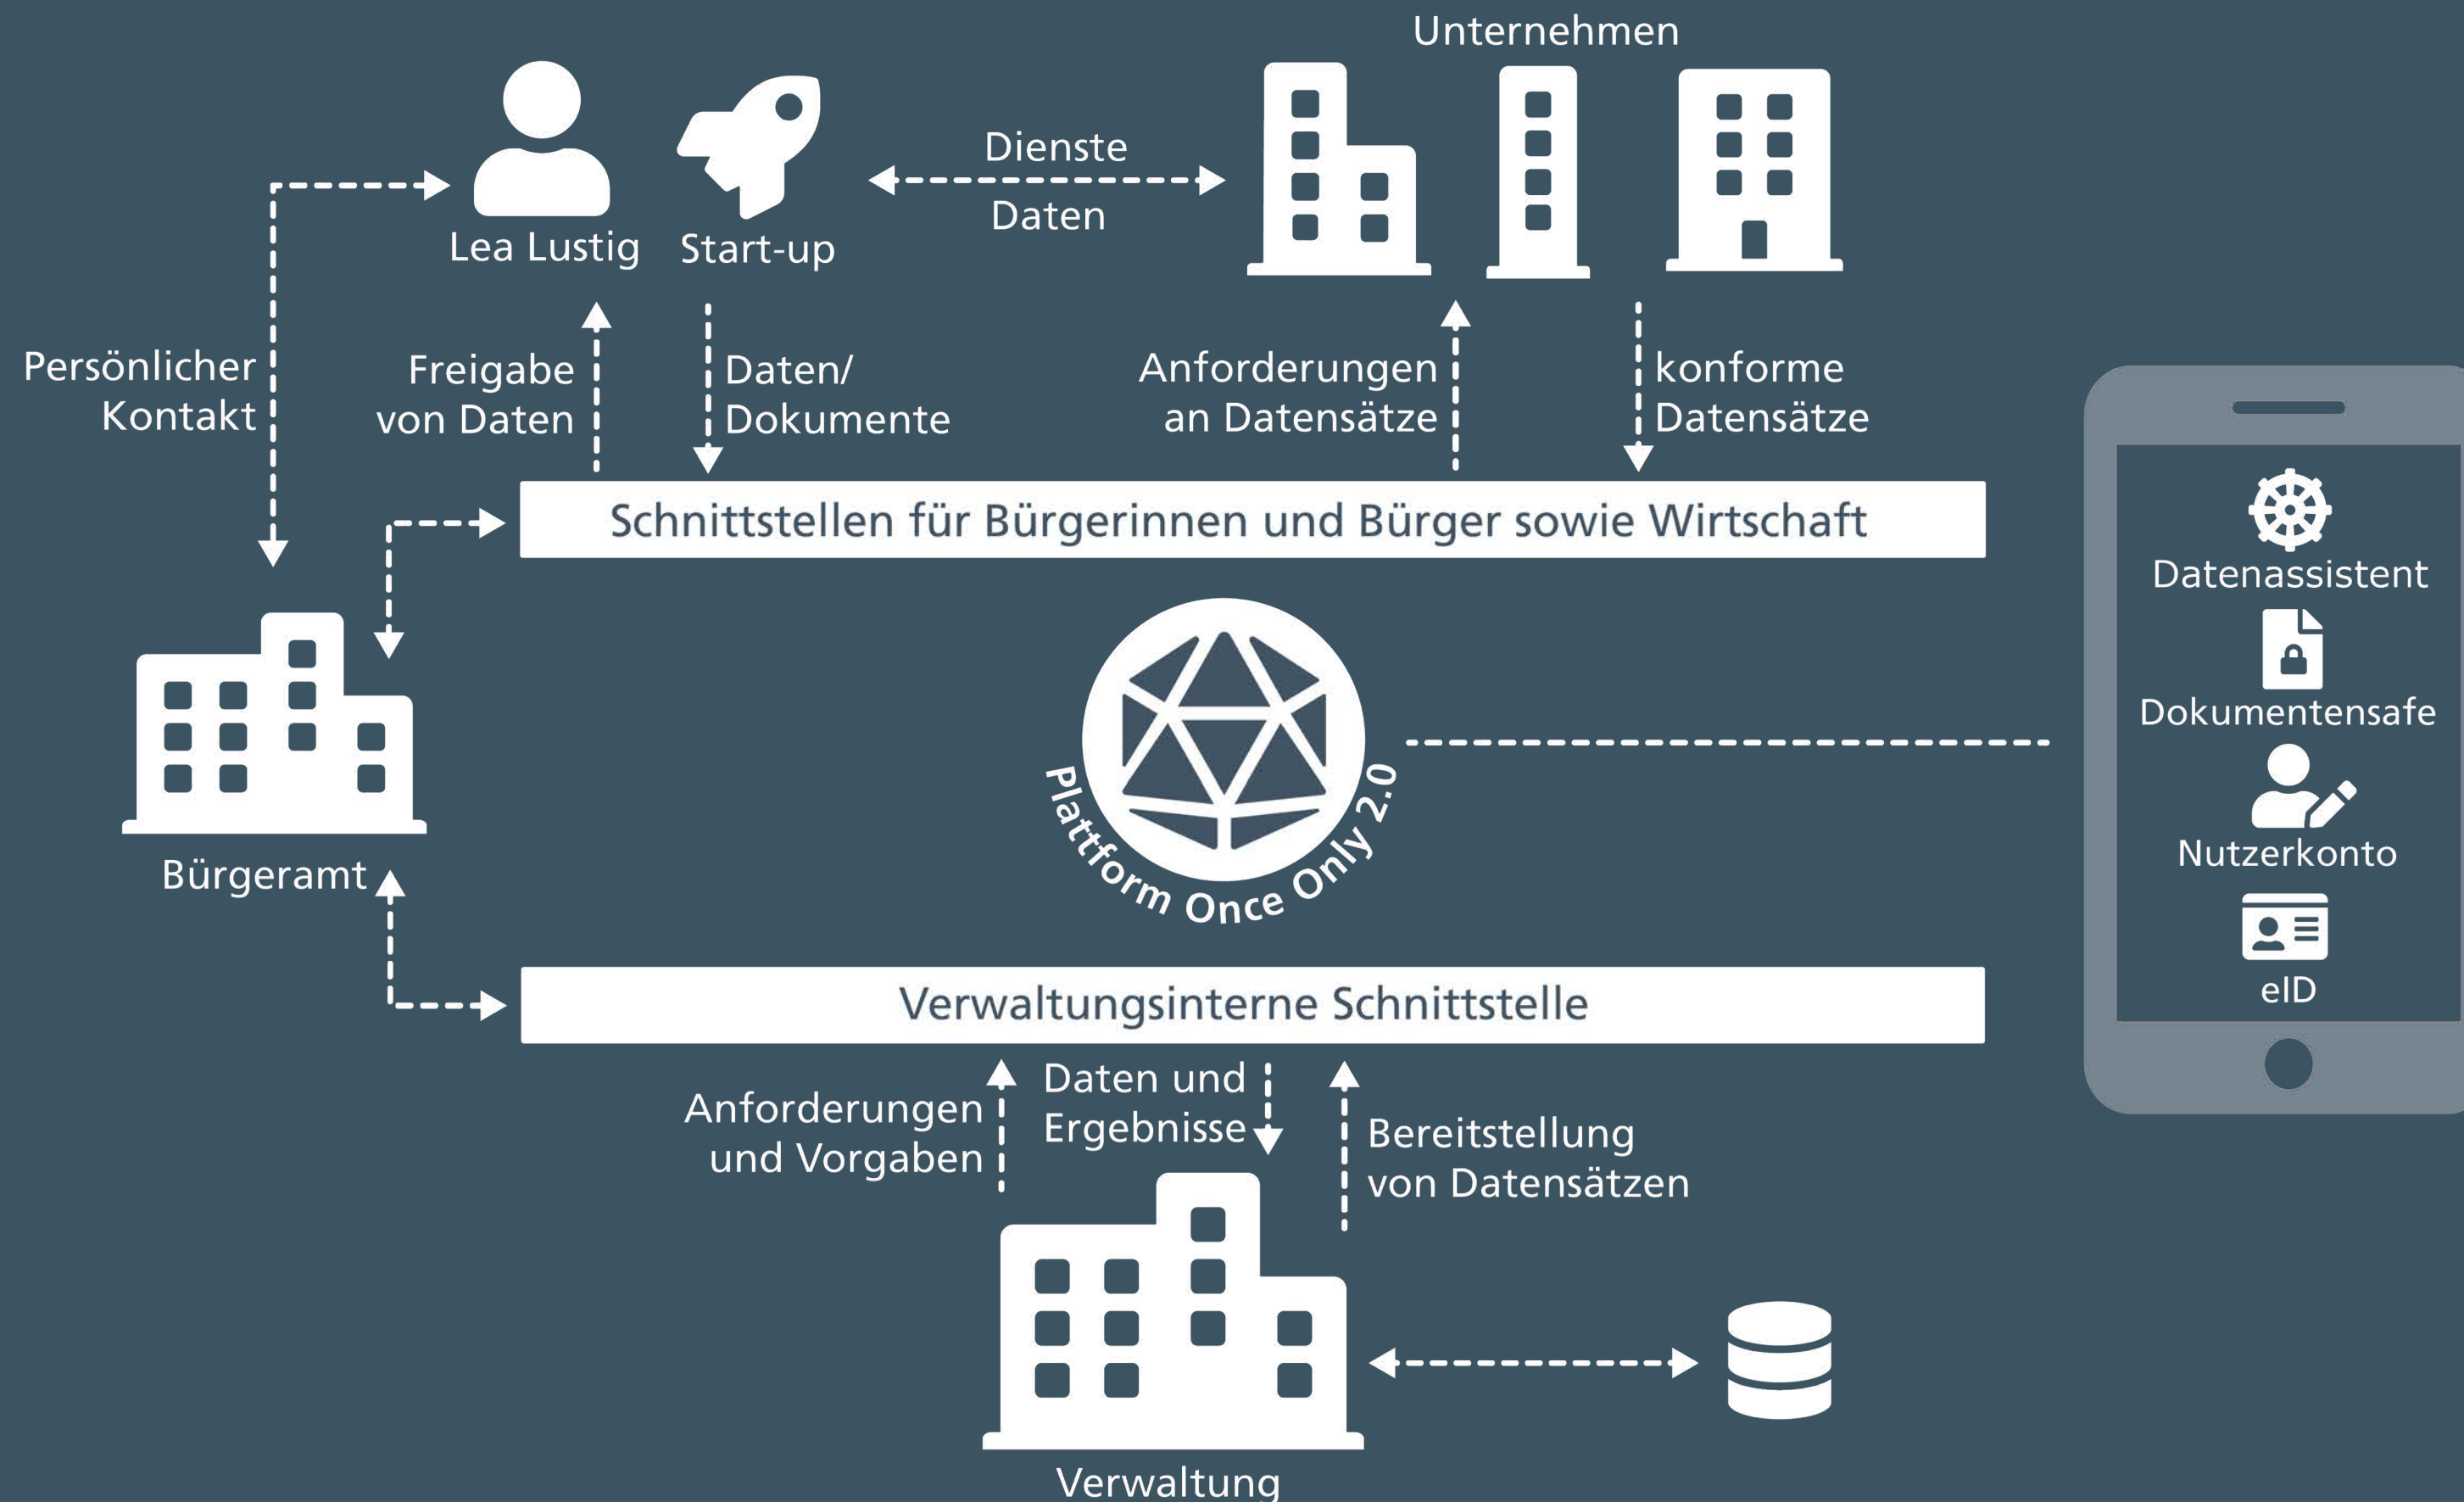 Unternehmen
Dienste
Daten
Lea Lustig
Start-up
Persönlicher
Kontakt
Freigabe
von Daten
Daten/
Dokumente
Anforderungen
an Datensätze
konforme
Datensätze
Schnittstellen für Bürgerinnen und Bürger sowie Wirtschaft
Datenassistent
Dokumentensafe
Nutzerkonto
eID
Plattform Once Only 2.0
Bürgeramt
Verwaltungsinterne Schnittstelle
Anforderungen
und Vorgaben
Daten und
Ergebnisse
Bereitstellung
von Datensätzen
Verwaltung